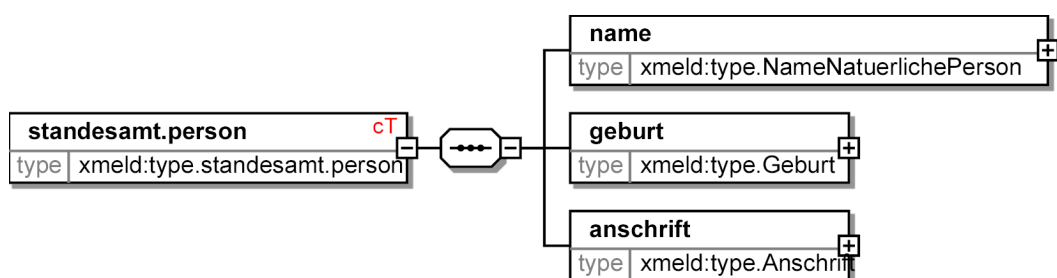 name
type xmeld:type.NameNatuerlichePerson
standesamt.person cT
type xmeld:type.standesamt.person
geburt
type xmeld:type.Geburt
anschrift
type xmeld:type.Anschrift